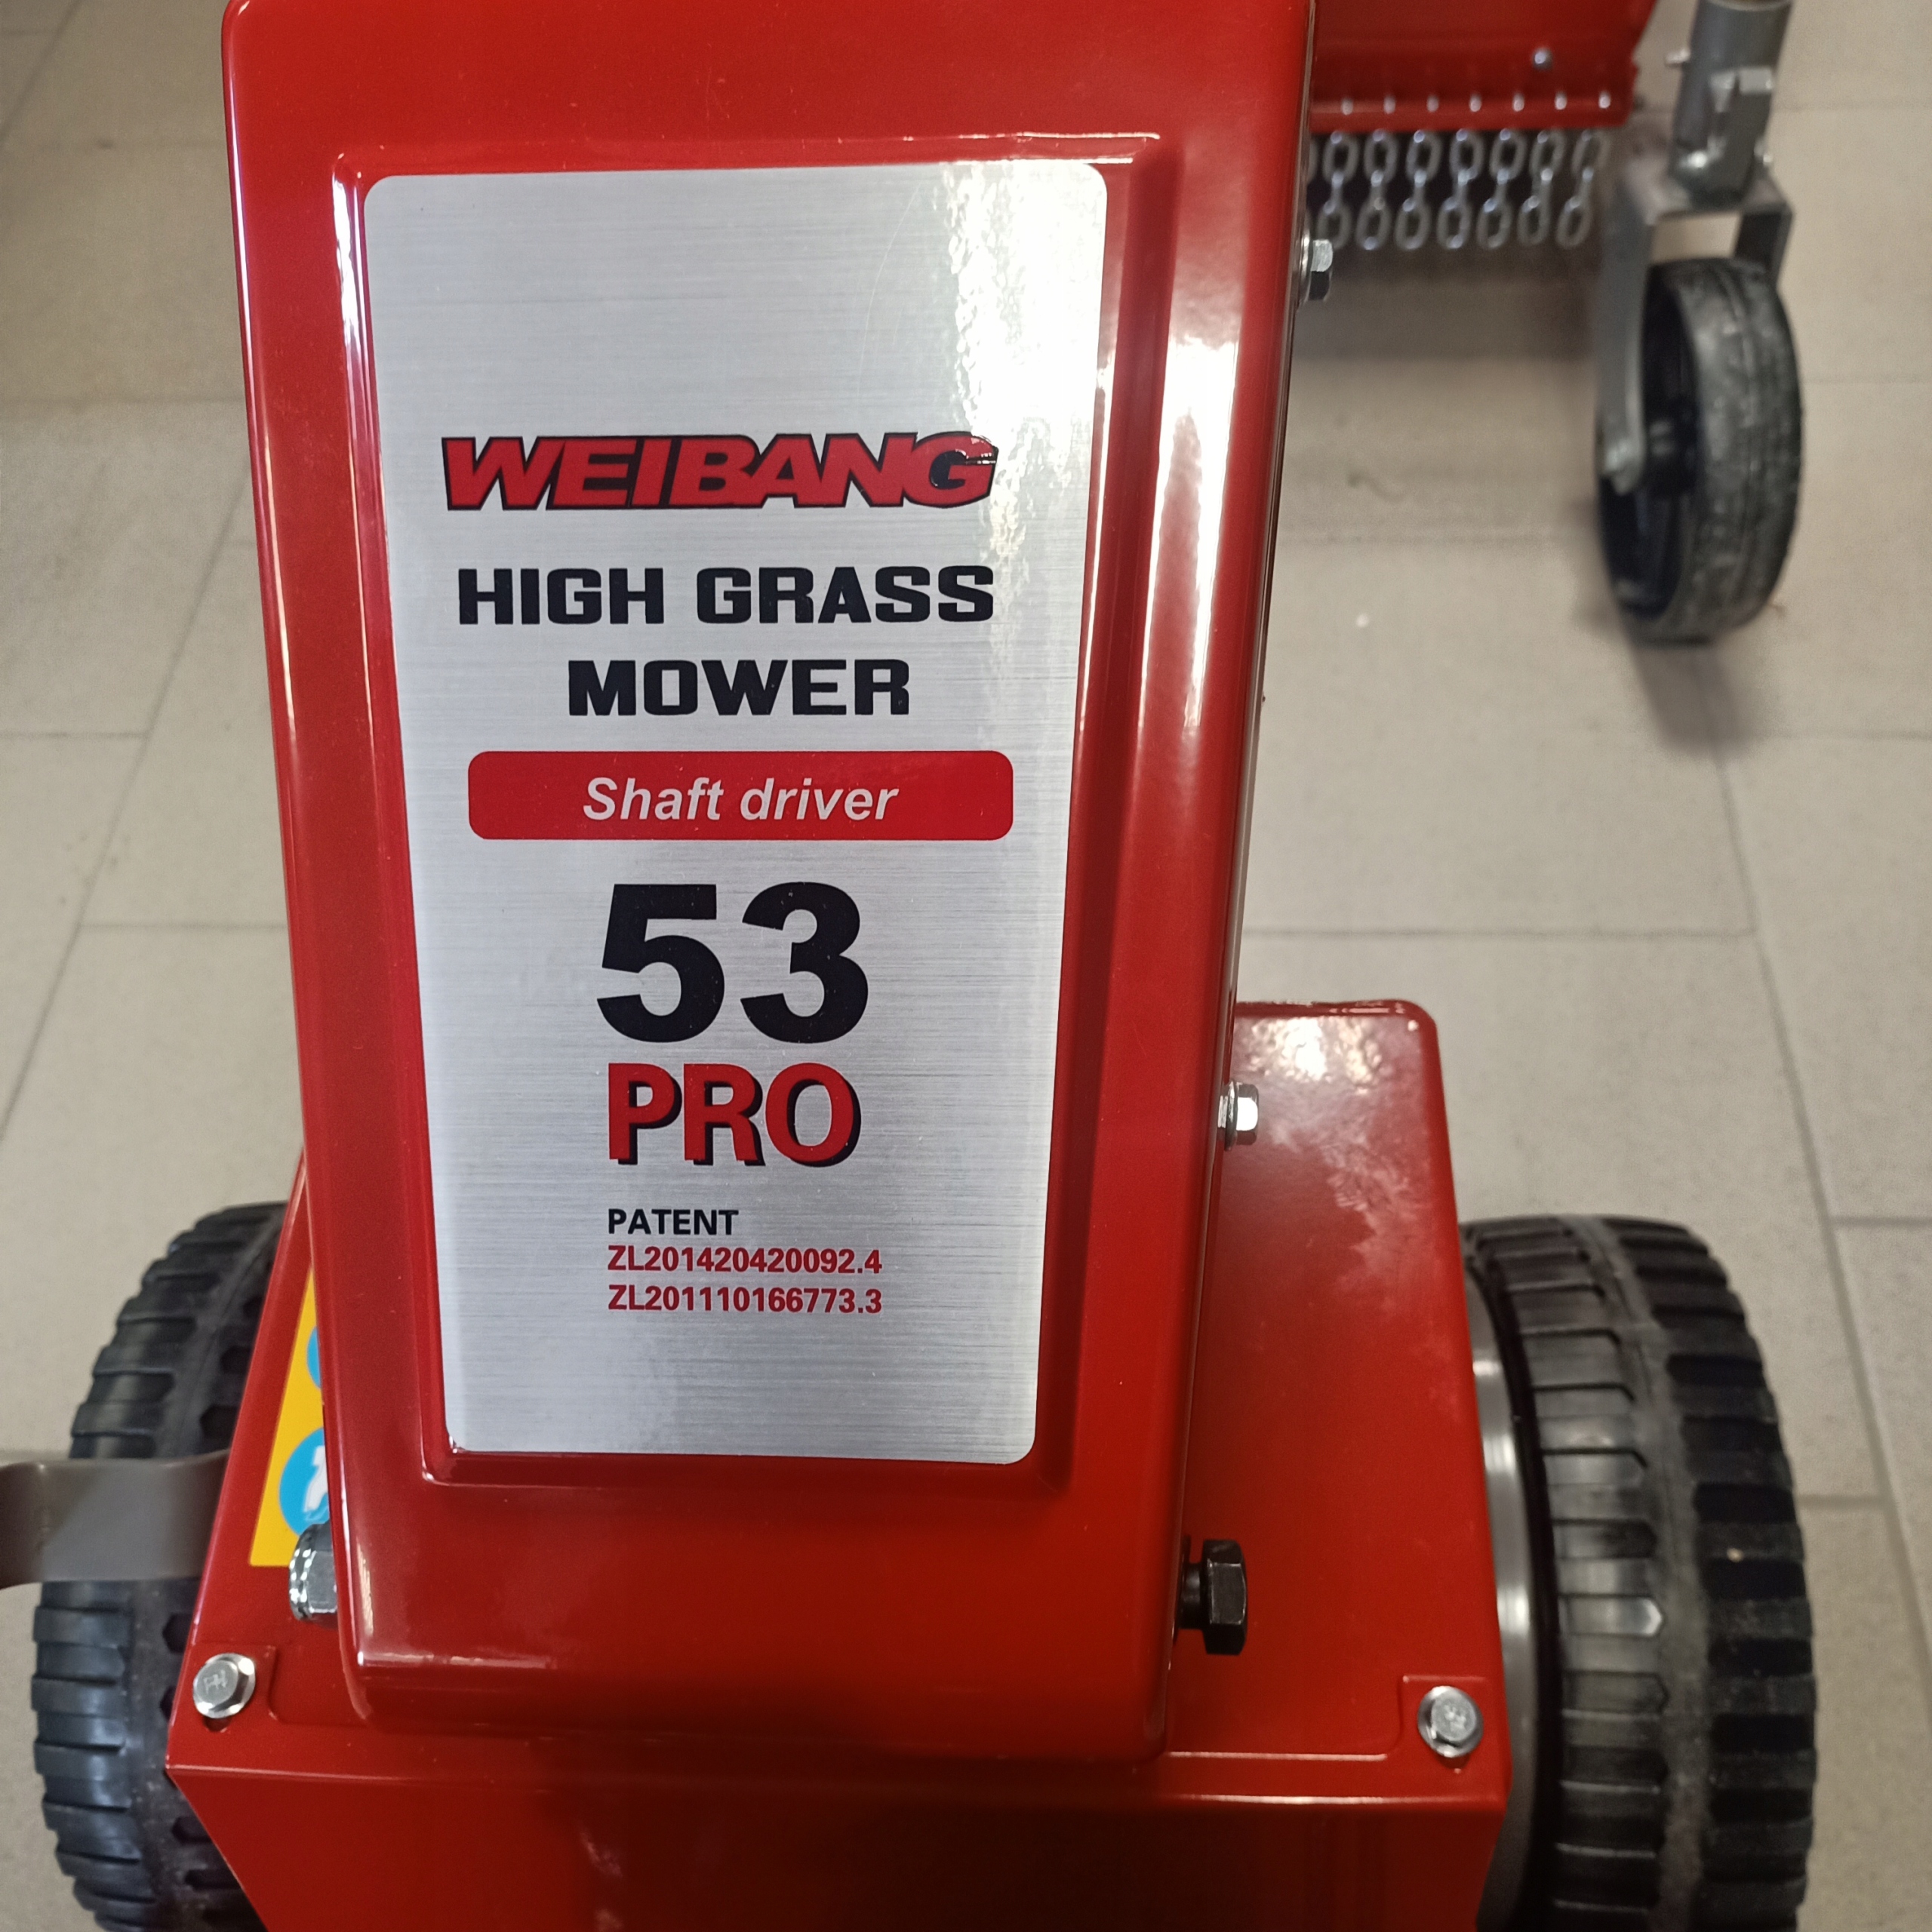 WEIBANG
HIGH GRASS
MOWER
Shaft driver
53
PRO
PATENT
ZL201420420092.4
ZL201110166773.3